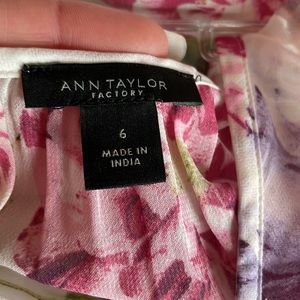 ANN TAYLOR
FACTORY
6
MADE IN
INDIA